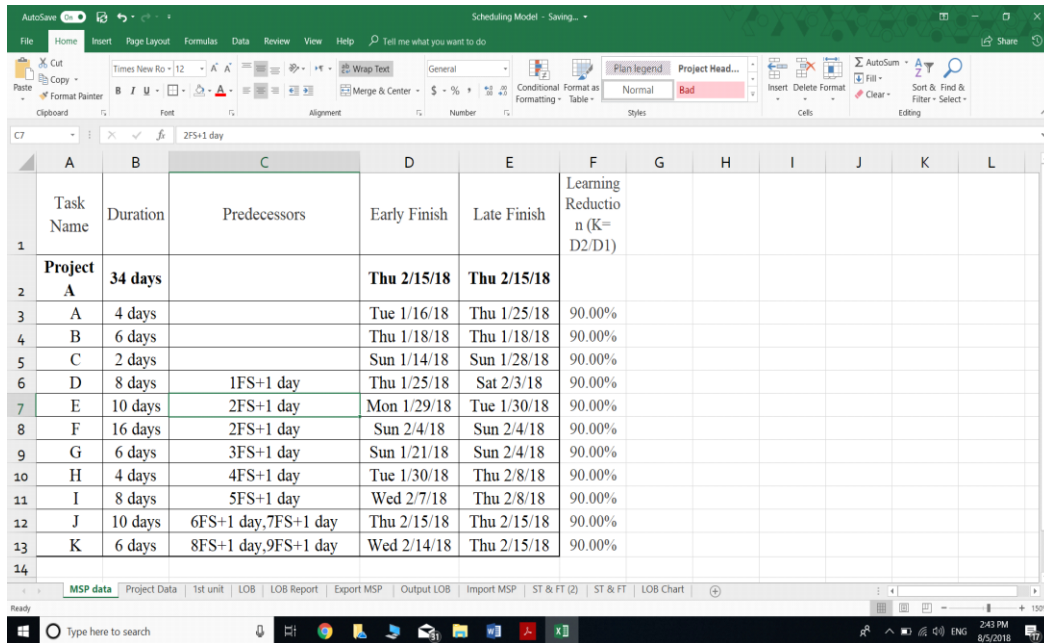 AutoSave On Scheduling Model - Saving...
File Home Insert Page Layout Formulas Data Review View Help Tell me what you want to do Share
Paste Cut Copy Format Painter Clipboard
Times New Ro 12 B I U A Font
Wrap Text Merge & Center Alignment
General $ % Number
Conditional Formatting Format as Table
Plan legend Project Head... Normal Bad Styles
Insert Delete Format Cells
AutoSum Fill Clear Sort & Filter Find & Select Editing
C7 fx 2FS+1 day
A B C D E F G H I J K L
1 Task Name Duration Predecessors Early Finish Late Finish Learning Reductio n (K= D2/D1)
2 Project A 34 days Thu 2/15/18 Thu 2/15/18
3 A 4 days Tue 1/16/18 Thu 1/25/18 90.00%
4 B 6 days Thu 1/18/18 Thu 1/18/18 90.00%
5 C 2 days Sun 1/14/18 Sun 1/28/18 90.00%
6 D 8 days 1FS+1 day Thu 1/25/18 Sat 2/3/18 90.00%
7 E 10 days 2FS+1 day Mon 1/29/18 Tue 1/30/18 90.00%
8 F 16 days 2FS+1 day Sun 2/4/18 Sun 2/4/18 90.00%
9 G 6 days 3FS+1 day Sun 1/21/18 Sun 2/4/18 90.00%
10 H 4 days 4FS+1 day Tue 1/30/18 Thu 2/8/18 90.00%
11 I 8 days 5FS+1 day Wed 2/7/18 Thu 2/8/18 90.00%
12 J 10 days 6FS+1 day,7FS+1 day Thu 2/15/18 Thu 2/15/18 90.00%
13 K 6 days 8FS+1 day,9FS+1 day Wed 2/14/18 Thu 2/15/18 90.00%
14
MSP data Project Data 1st unit LOB LOB Report Export MSP Output LOB Import MSP ST & FT (2) ST & FT LOB Chart
Ready
Type here to search ENG 2:43 PM
8/5/2018